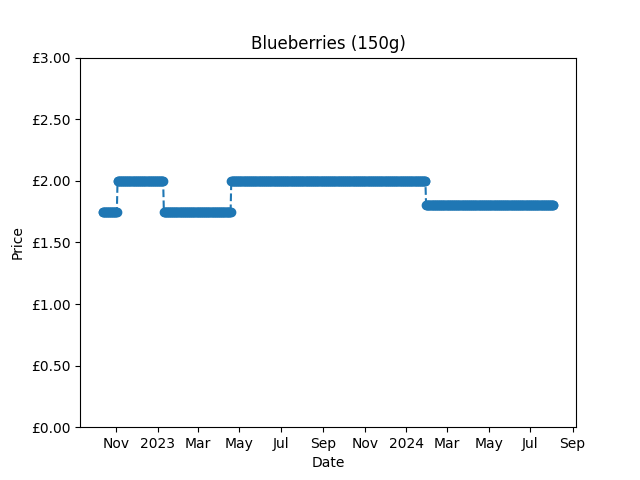 Blueberries (150g)
£3.00
£2.50
£2.00
£1.50
£1.00
£0.50
£0.00
Price
Nov 2023 Mar May Jul Sep Nov 2024 Mar May Jul Sep
Date